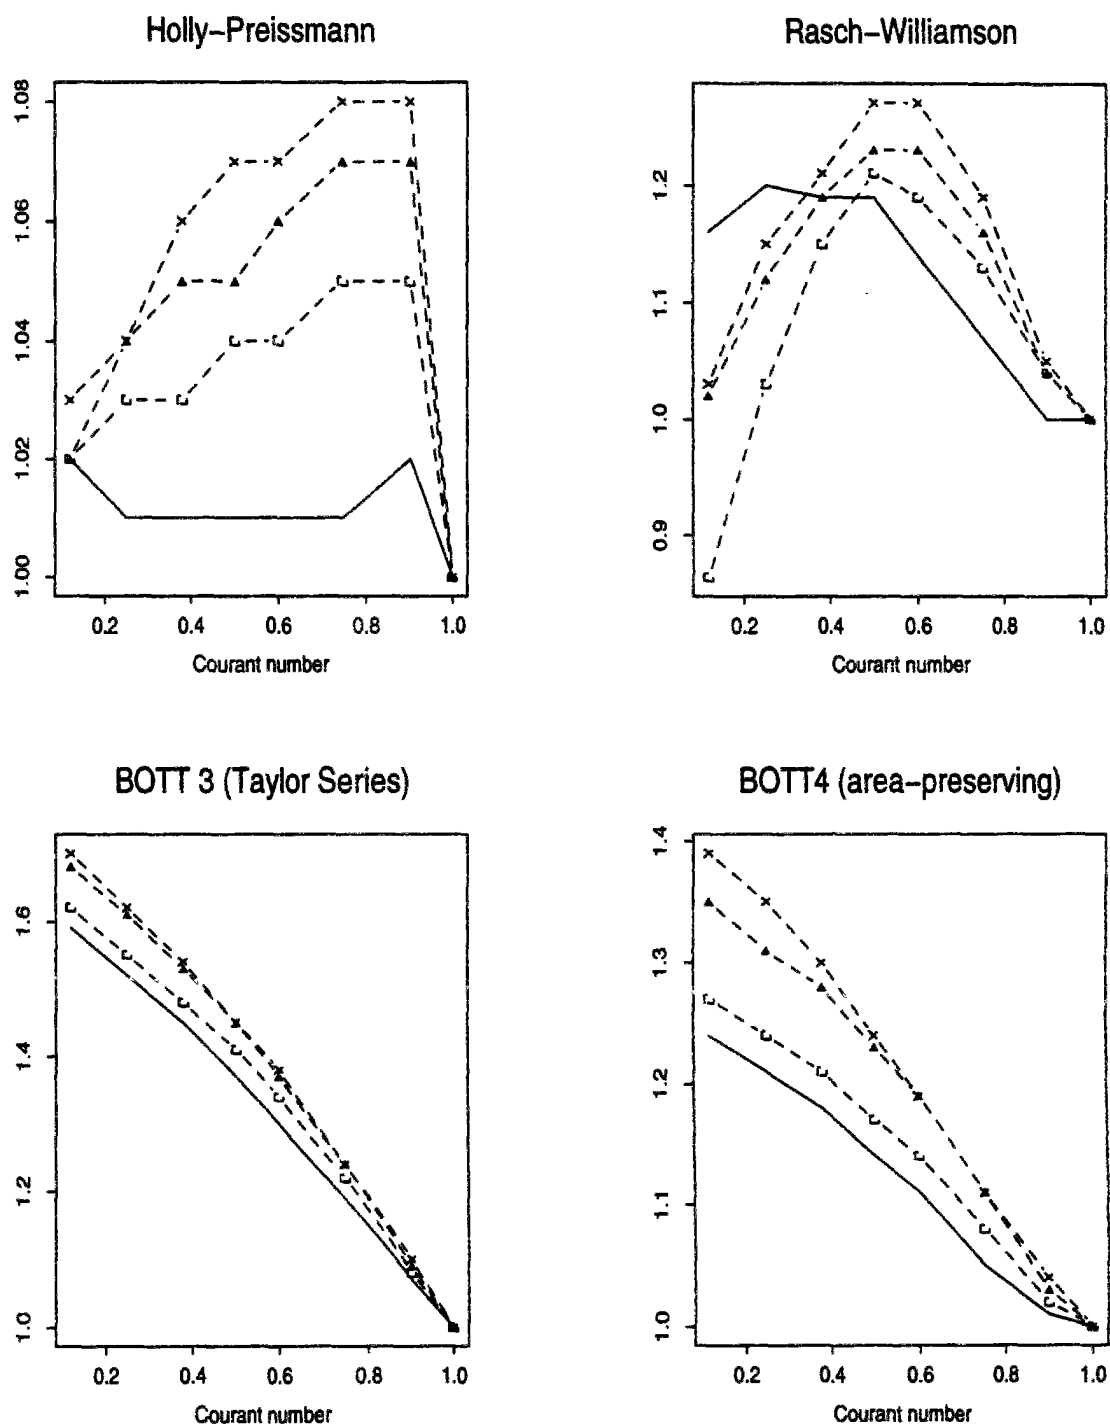 Holly-Preissmann
1.08
1.06
1.04
1.02
1.00
0.2 0.4 0.6 0.8 1.0
Courant number
Rasch-Williamson
1.2
1.1
1.0
0.9
0.2 0.4 0.6 0.8 1.0
Courant number
BOTT 3 (Taylor Series)
1.6
1.4
1.2
1.0
0.2 0.4 0.6 0.8 1.0
Courant number
BOTT4 (area-preserving)
1.4
1.3
1.2
1.1
1.0
0.2 0.4 0.6 0.8 1.0
Courant number